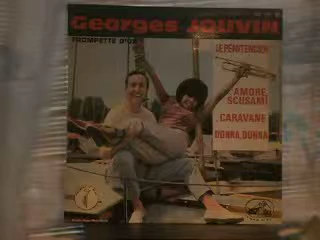 Georges JOUVIN
TROMPETTE D'OR
LE PENITENCIER
AMORE,
SCUSAMI
CARAVANE
DONNA, DONNA